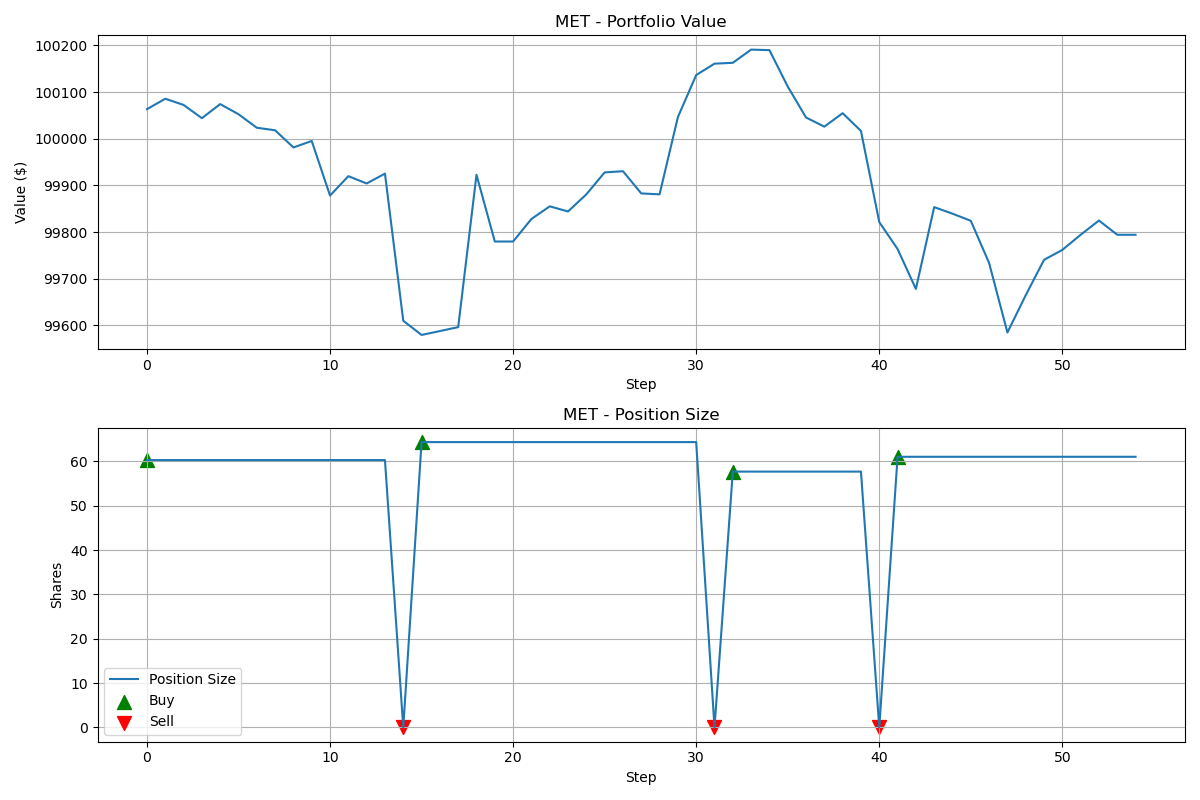 MET - Portfolio Value
Value ($)
100200
100100
100000
99900
99800
99700
99600
0 10 20 30 40 50
Step
MET - Position Size
Shares
60
50
40
30
20
10
0
Position Size
Buy
Sell
0 10 20 30 40 50
Step